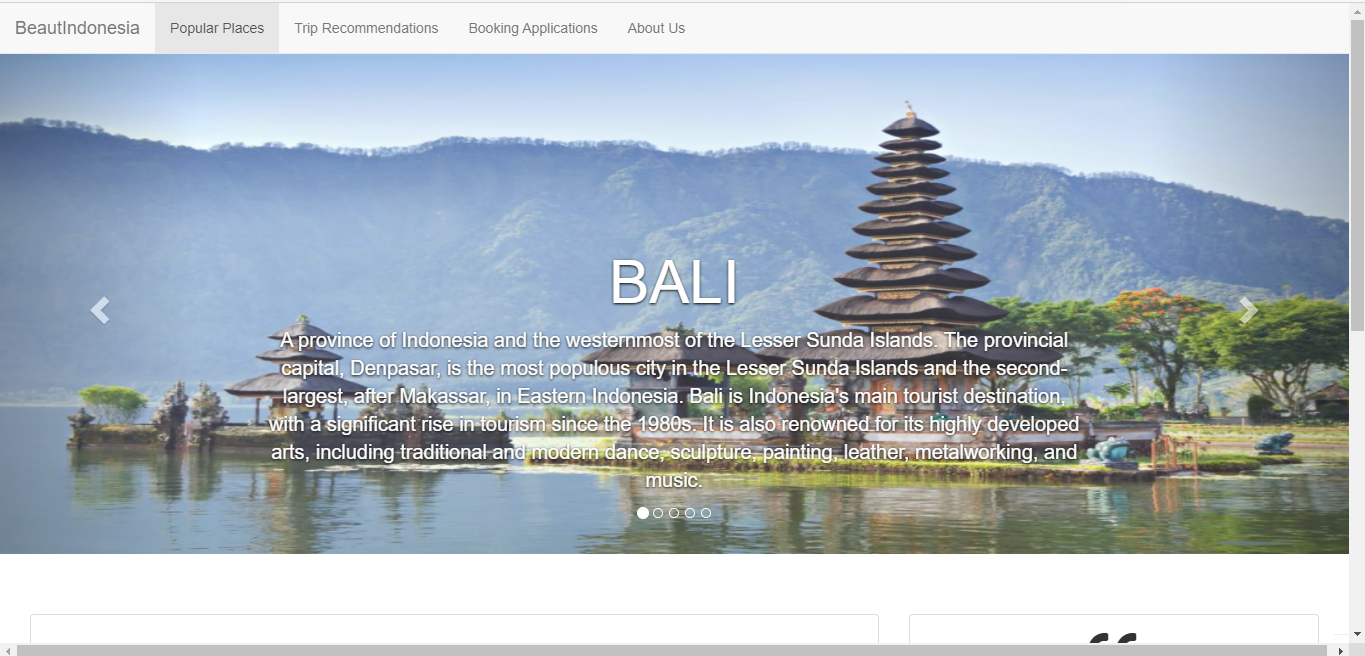 BeautIndonesia Popular Places Trip Recommendations Booking Applications About Us
BALI
A province of Indonesia and the westernmost of the Lesser Sunda Islands. The provincial
capital, Denpasar, is the most populous city in the Lesser Sunda Islands and the second-
largest, after Makassar, in Eastern Indonesia. Bali is Indonesia's main tourist destination,
with a significant rise in tourism since the 1980s. It is also renowned for its highly developed
arts, including traditional and modern dance, sculpture, painting, leather, metalworking, and
music.